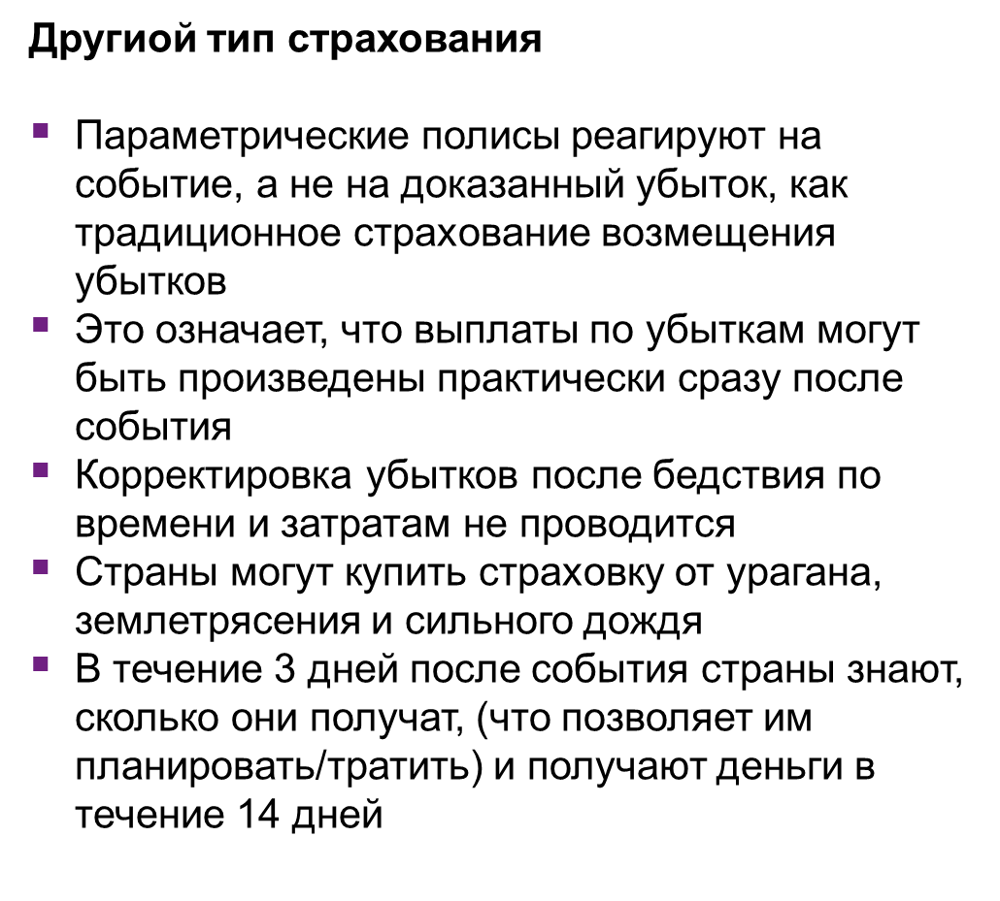 Другиой тип страхования
▪ Параметрические полисы реагируют на
событие, а не на доказанный убыток, как
традиционное страхование возмещения
убытков
▪ Это означает, что выплаты по убыткам могут
быть произведены практически сразу после
события
▪ Корректировка убытков после бедствия по
времени и затратам не проводится
▪ Страны могут купить страховку от урагана,
землетрясения и сильного дождя
▪ В течение 3 дней после события страны знают,
сколько они получат, (что позволяет им
планировать/тратить) и получают деньги в
течение 14 дней